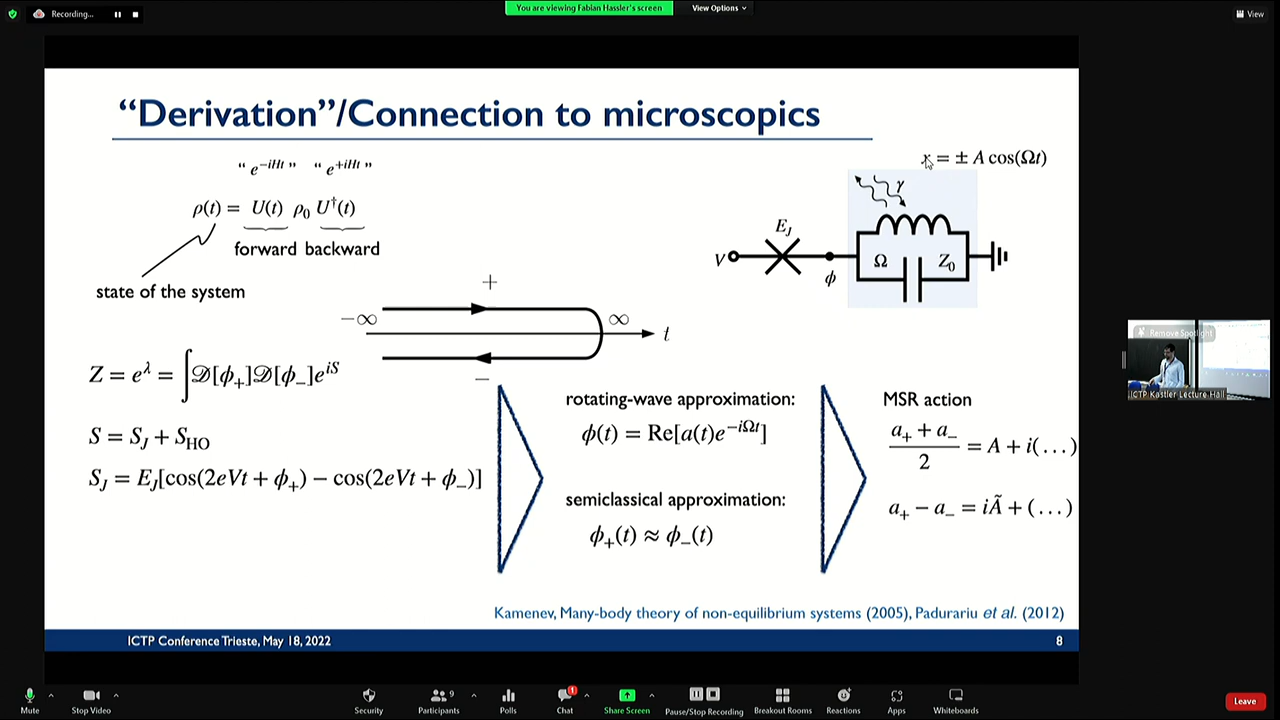 Recording...
You are viewing Fabian Hassler's screen
View Options
View
“Derivation”/Connection to microscopics
“ e^{-iHt} ” “ e^{+iHt} ”
ρ(t) = U(t) ρ₀ U†(t)
forward backward
state of the system
x = ± A cos(Ωt)
γ
E_J
V
ϕ
Ω
Z₀
+
−∞
∞
t
−
Z = e^λ = ∫ 𝒟[ϕ₊]𝒟[ϕ₋]e^{iS}
S = S_J + S_HO
S_J = E_J[cos(2eVt + ϕ₊) − cos(2eVt + ϕ₋)]
rotating-wave approximation:
ϕ(t) = Re[a(t)e^{−iΩt}]
semiclassical approximation:
ϕ₊(t) ≈ ϕ₋(t)
MSR action
(a₊ + a₋)/2 = A + i(...)
a₊ − a₋ = iÃ + (...)
Kamenev, Many-body theory of non-equilibrium systems (2005), Padurariu et al. (2012)
ICTP Conference Trieste, May 18, 2022
8
Remove Spotlight
ICTP Kastler Lecture Hall
Mute
Stop Video
Security
9
Participants
Polls
1
Chat
Share Screen
Pause/Stop Recording
Breakout Rooms
Reactions
Apps
Whiteboards
Leave